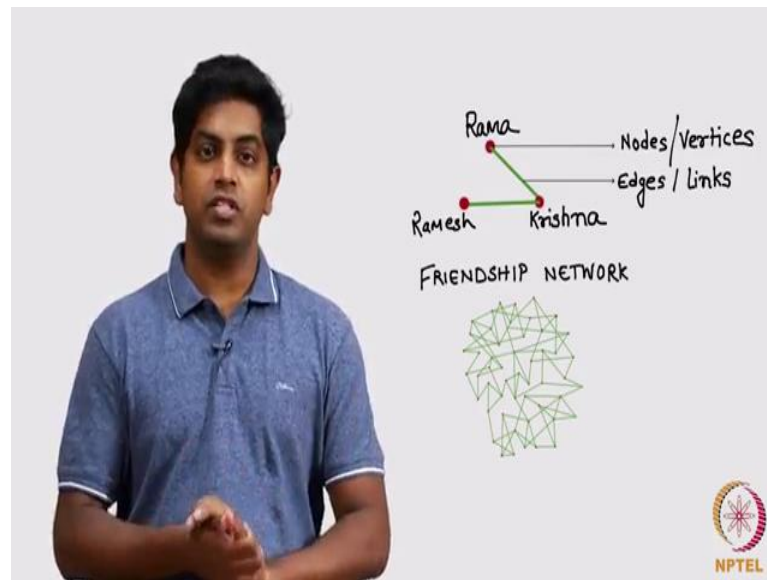 Rama
Nodes/Vertices
Edges / Links
Ramesh
Krishna
FRIENDSHIP NETWORK
NPTEL